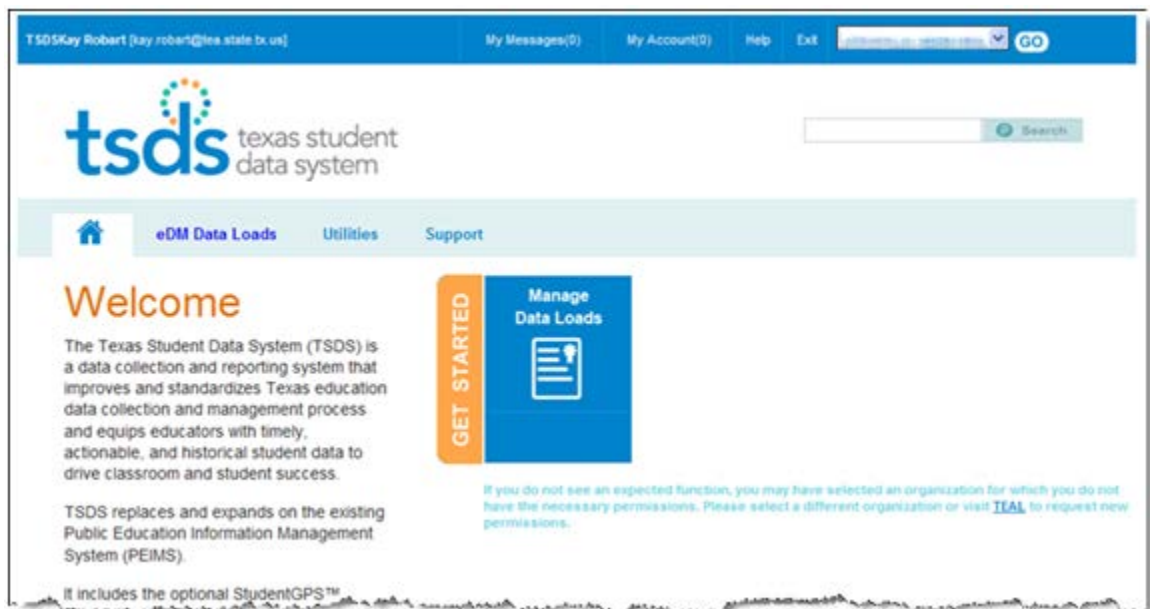 TSDSKay Robart [kay.robart@tea.state.tx.us]
My Messages(0)
My Account(0)
Help
Exit
GO
tsds texas student
data system
Search
eDM Data Loads
Utilities
Support
Welcome
The Texas Student Data System (TSDS) is
a data collection and reporting system that
improves and standardizes Texas education
data collection and management process
and equips educators with timely,
actionable, and historical student data to
drive classroom and student success.
TSDS replaces and expands on the existing
Public Education Information Management
System (PEIMS).
It includes the optional StudentGPS™
GET STARTED
Manage
Data Loads
If you do not see an expected function, you may have selected an organization for which you do not
have the necessary permissions. Please select a different organization or visit TEAL to request new
permissions.